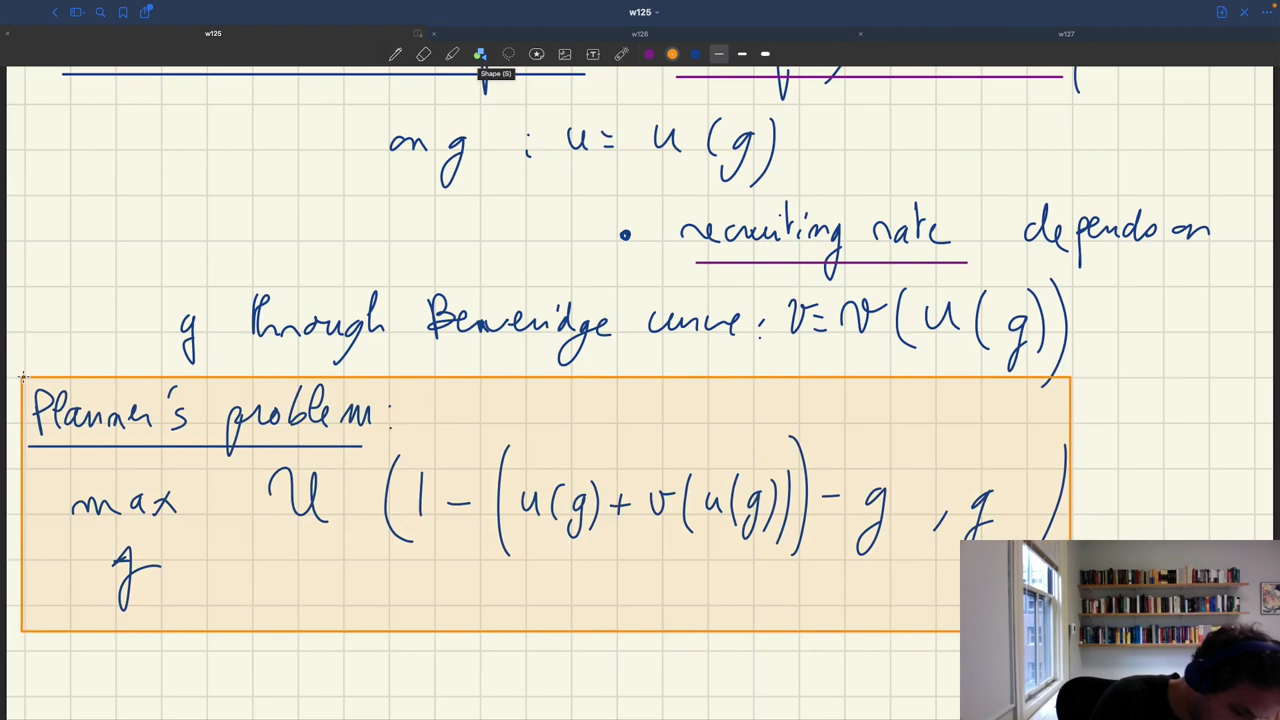 w125
w125
w126
w127
Shape (S)
on g : u = u (g)
• recruiting rate depends on
g through Beveridge curve: v = v(u(g))
Planner's problem:
max U (1 - (u(g) + v(u(g))) - g , g )
g